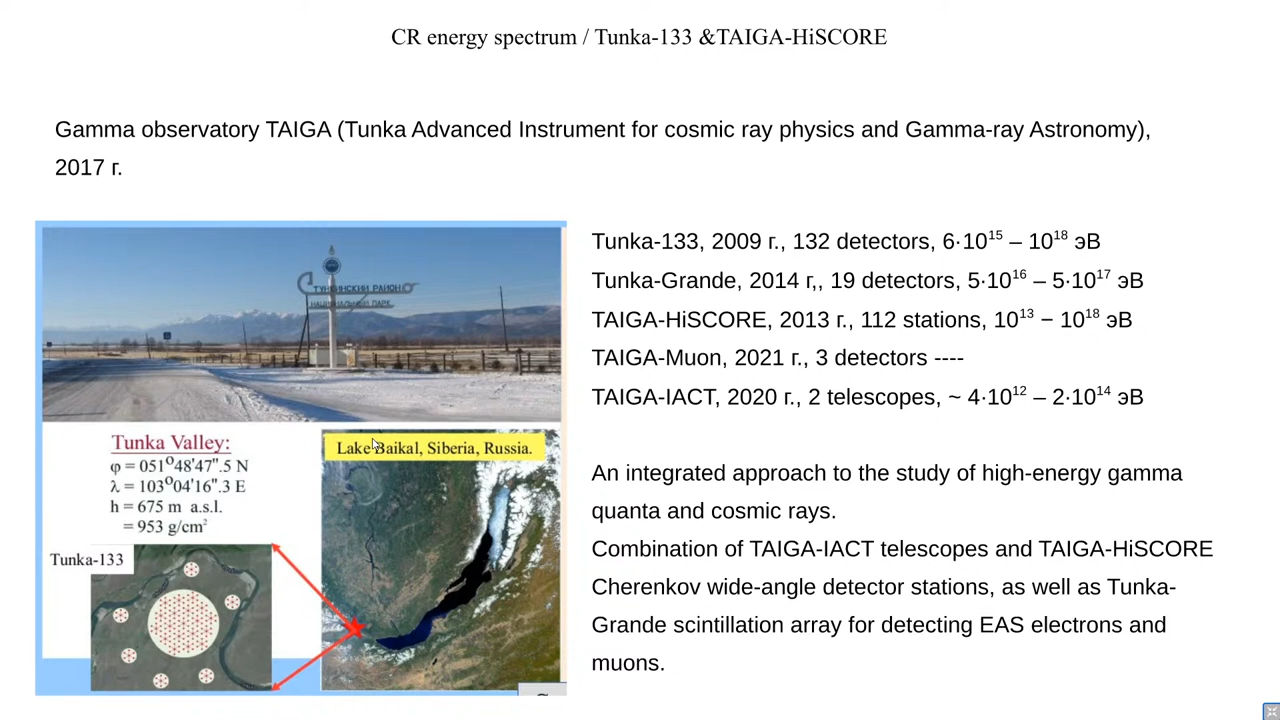 CR energy spectrum / Tunka-133 &TAIGA-HiSCORE
Gamma observatory TAIGA (Tunka Advanced Instrument for cosmic ray physics and Gamma-ray Astronomy),
2017 г.
ТУНКИНСКИЙ РАЙОН
НАЦИОНАЛЬНЫЙ ПАРК
Tunka Valley:
φ = 051⁰48'47".5 N
λ = 103⁰04'16".3 E
h = 675 m a.s.l.
= 953 g/cm²
Tunka-133
Lake Baikal, Siberia, Russia.
Tunka-133, 2009 г., 132 detectors, 6·10¹⁵ – 10¹⁸ эВ
Tunka-Grande, 2014 г,, 19 detectors, 5·10¹⁶ – 5·10¹⁷ эВ
TAIGA-HiSCORE, 2013 г., 112 stations, 10¹³ − 10¹⁸ эВ
TAIGA-Muon, 2021 г., 3 detectors ----
TAIGA-IACT, 2020 г., 2 telescopes, ~ 4·10¹² – 2·10¹⁴ эВ
An integrated approach to the study of high-energy gamma
quanta and cosmic rays.
Combination of TAIGA-IACT telescopes and TAIGA-HiSCORE
Cherenkov wide-angle detector stations, as well as Tunka-
Grande scintillation array for detecting EAS electrons and
muons.